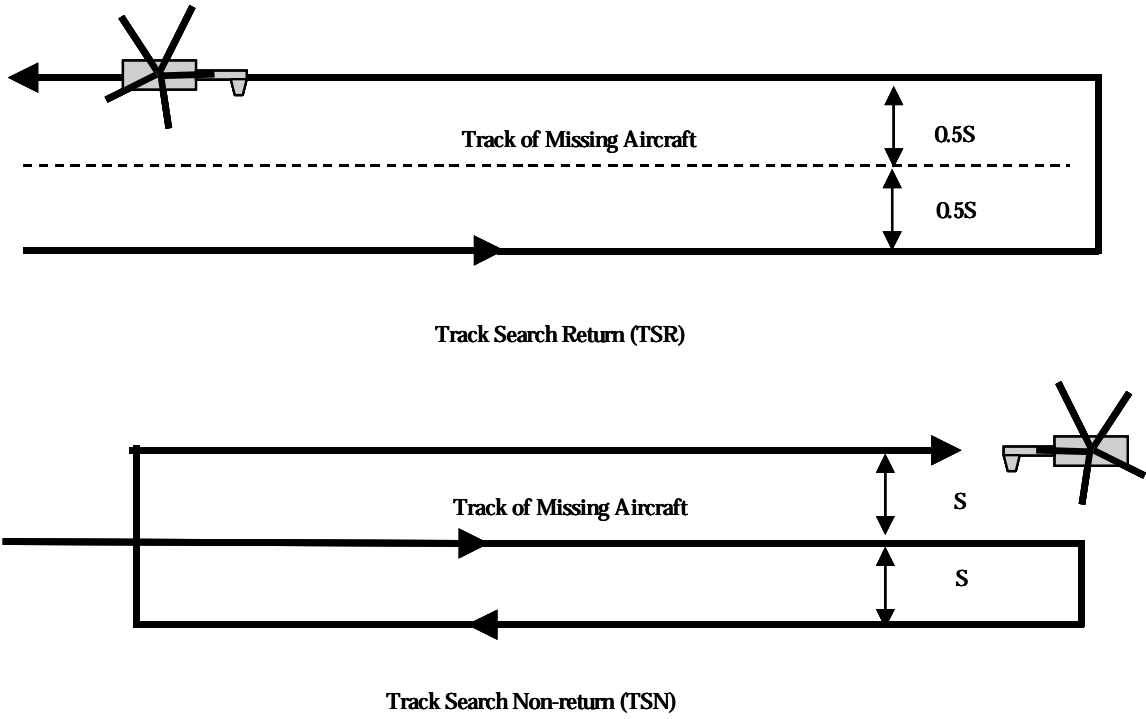 Track of Missing Aircraft
0.5S
0.5S
Track Search Return (TSR)
Track of Missing Aircraft
S
S
Track Search Non-return (TSN)